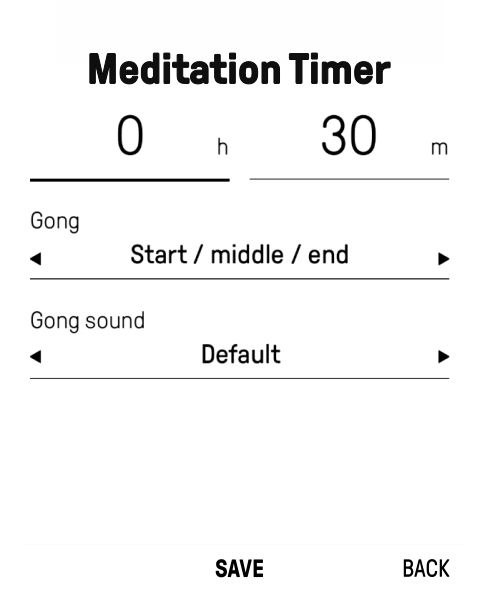 Meditation Timer
0 h 30 m
Gong
Start / middle / end
Gong sound
Default
SAVE BACK